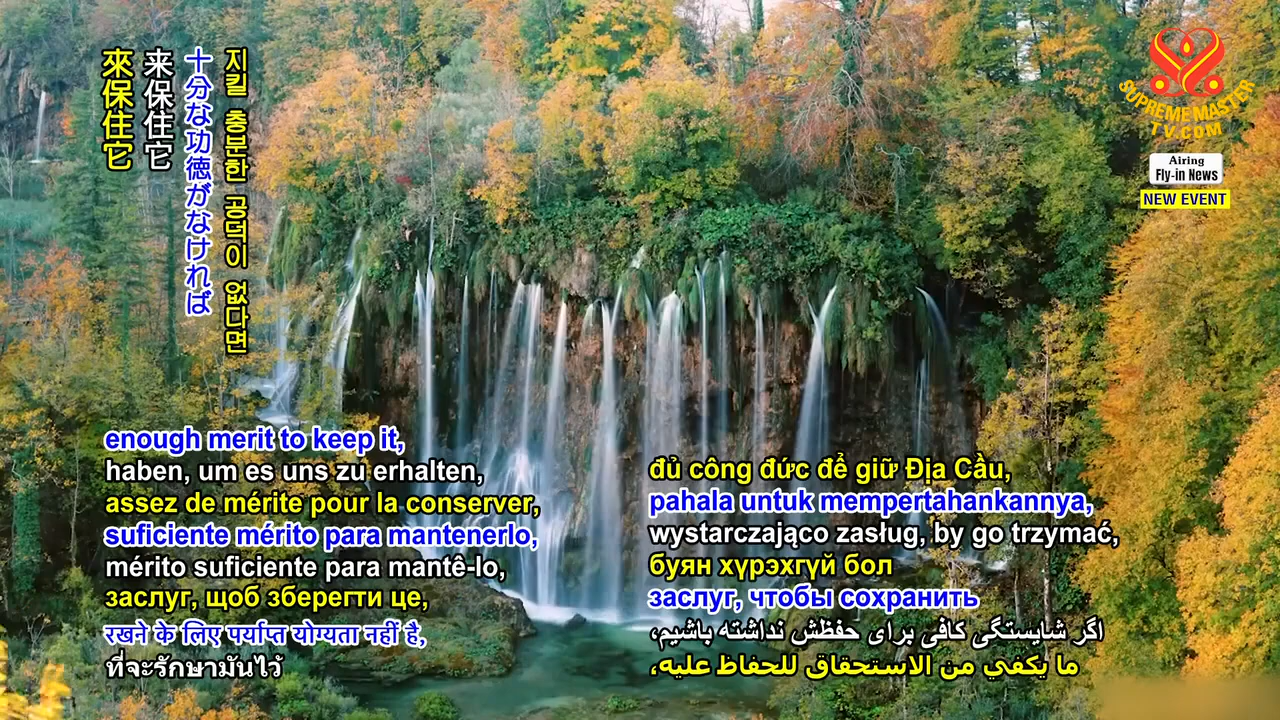 來保住它
来保住它
十分な功徳がなければ
지킬 충분한 공덕이 없다면
SUPREME MASTER
TV.COM
Airing
Fly-in News
NEW EVENT
enough merit to keep it,
haben, um es uns zu erhalten,
assez de mérite pour la conserver,
suficiente mérito para mantenerlo,
mérito suficiente para mantê-lo,
заслуг, щоб зберегти це,
रखने के लिए पर्याप्त योग्यता नहीं है,
ที่จะรักษามันไว้
đủ công đức để giữ Địa Cầu,
pahala untuk mempertahankannya,
wystarczająco zasług, by go trzymać,
буян хүрэхгүй бол
заслуг, чтобы сохранить
اگر شایستگی کافی برای حفظش نداشته باشیم،
ما يكفي من الاستحقاق للحفاظ عليه،